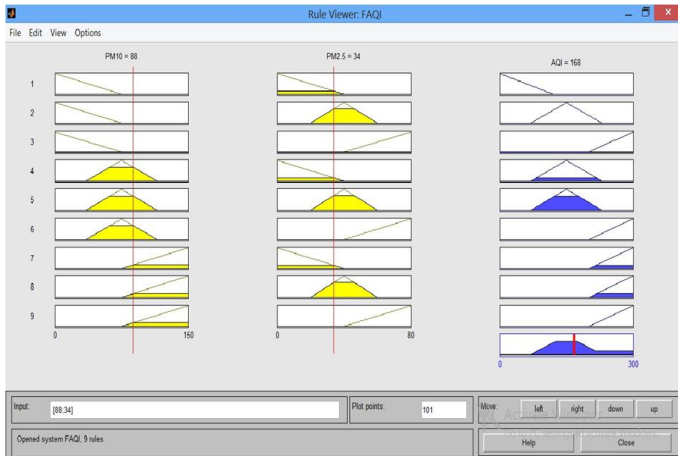 Rule Viewer: FAQI
File Edit View Options
PM10 = 88
PM2.5 = 34
AQI = 168
1
2
3
4
5
6
7
8
9
0 150
0 80
0 300
Input: [88;34]
Plot points: 101
Move: left right down up
Opened system FAQI, 9 rules
Help Close